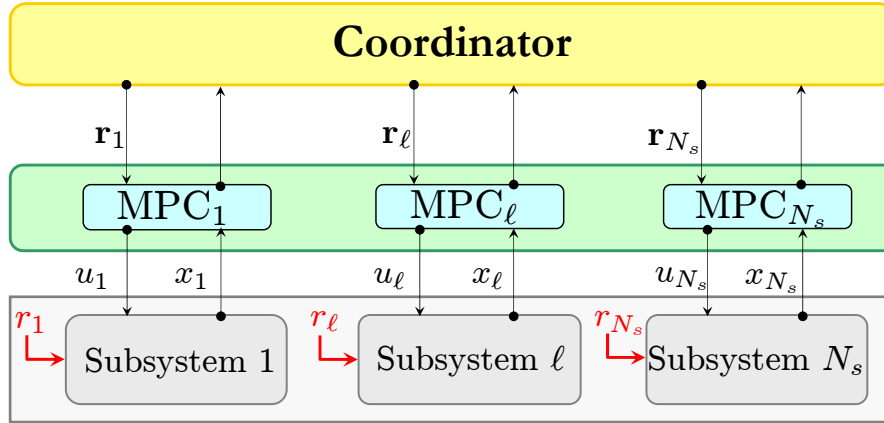 Coordinator
𝐫₁ 𝐫_ℓ 𝐫_{N_s}
MPC₁ MPC_ℓ MPC_{N_s}
u₁ x₁ u_ℓ x_ℓ u_{N_s} x_{N_s}
r₁ r_ℓ r_{N_s}
Subsystem 1 Subsystem ℓ Subsystem N_s